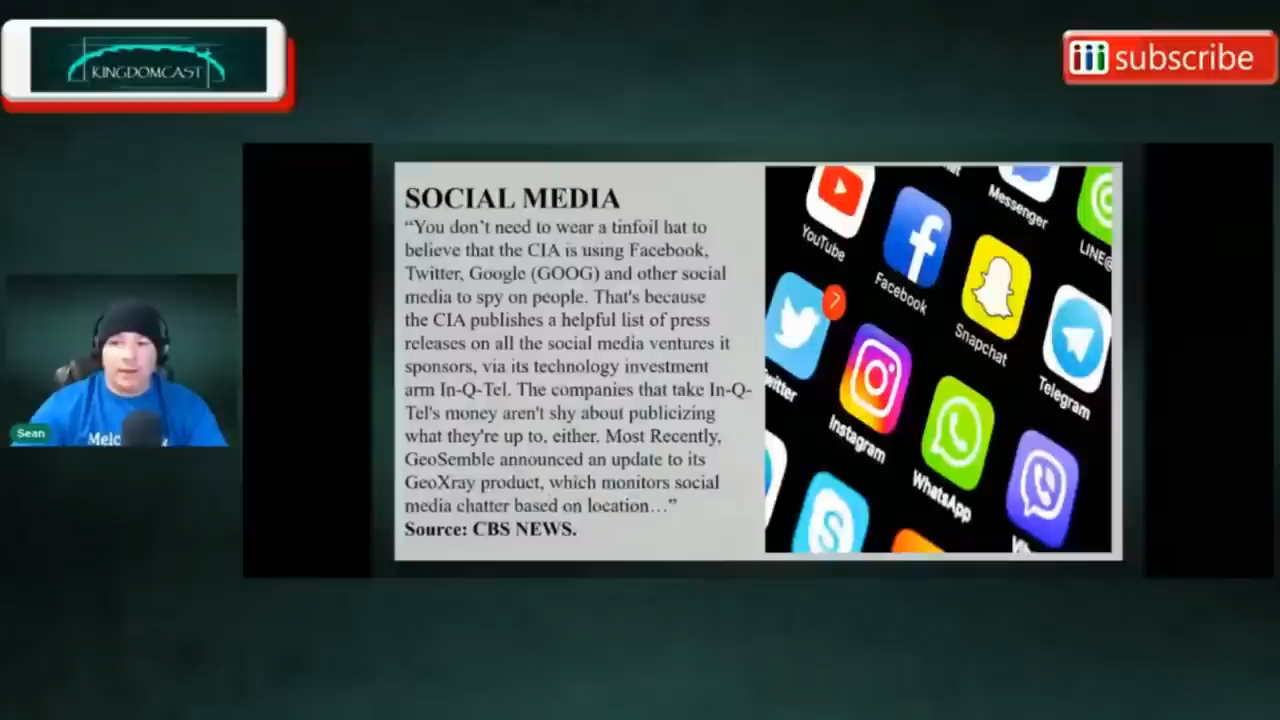 KINGDOMCAST
subscribe
SOCIAL MEDIA
“You don’t need to wear a tinfoil hat to
believe that the CIA is using Facebook,
Twitter, Google (GOOG) and other social
media to spy on people. That's because
the CIA publishes a helpful list of press
releases on all the social media ventures it
sponsors, via its technology investment
arm In-Q-Tel. The companies that take In-Q-
Tel's money aren't shy about publicizing
what they're up to, either. Most Recently,
GeoSemble announced an update to its
GeoXray product, which monitors social
media chatter based on location…”
Source: CBS NEWS.
Messenger
YouTube
Facebook
LINE
Snapchat
7
Telegram
Instagram
WhatsApp
Sean